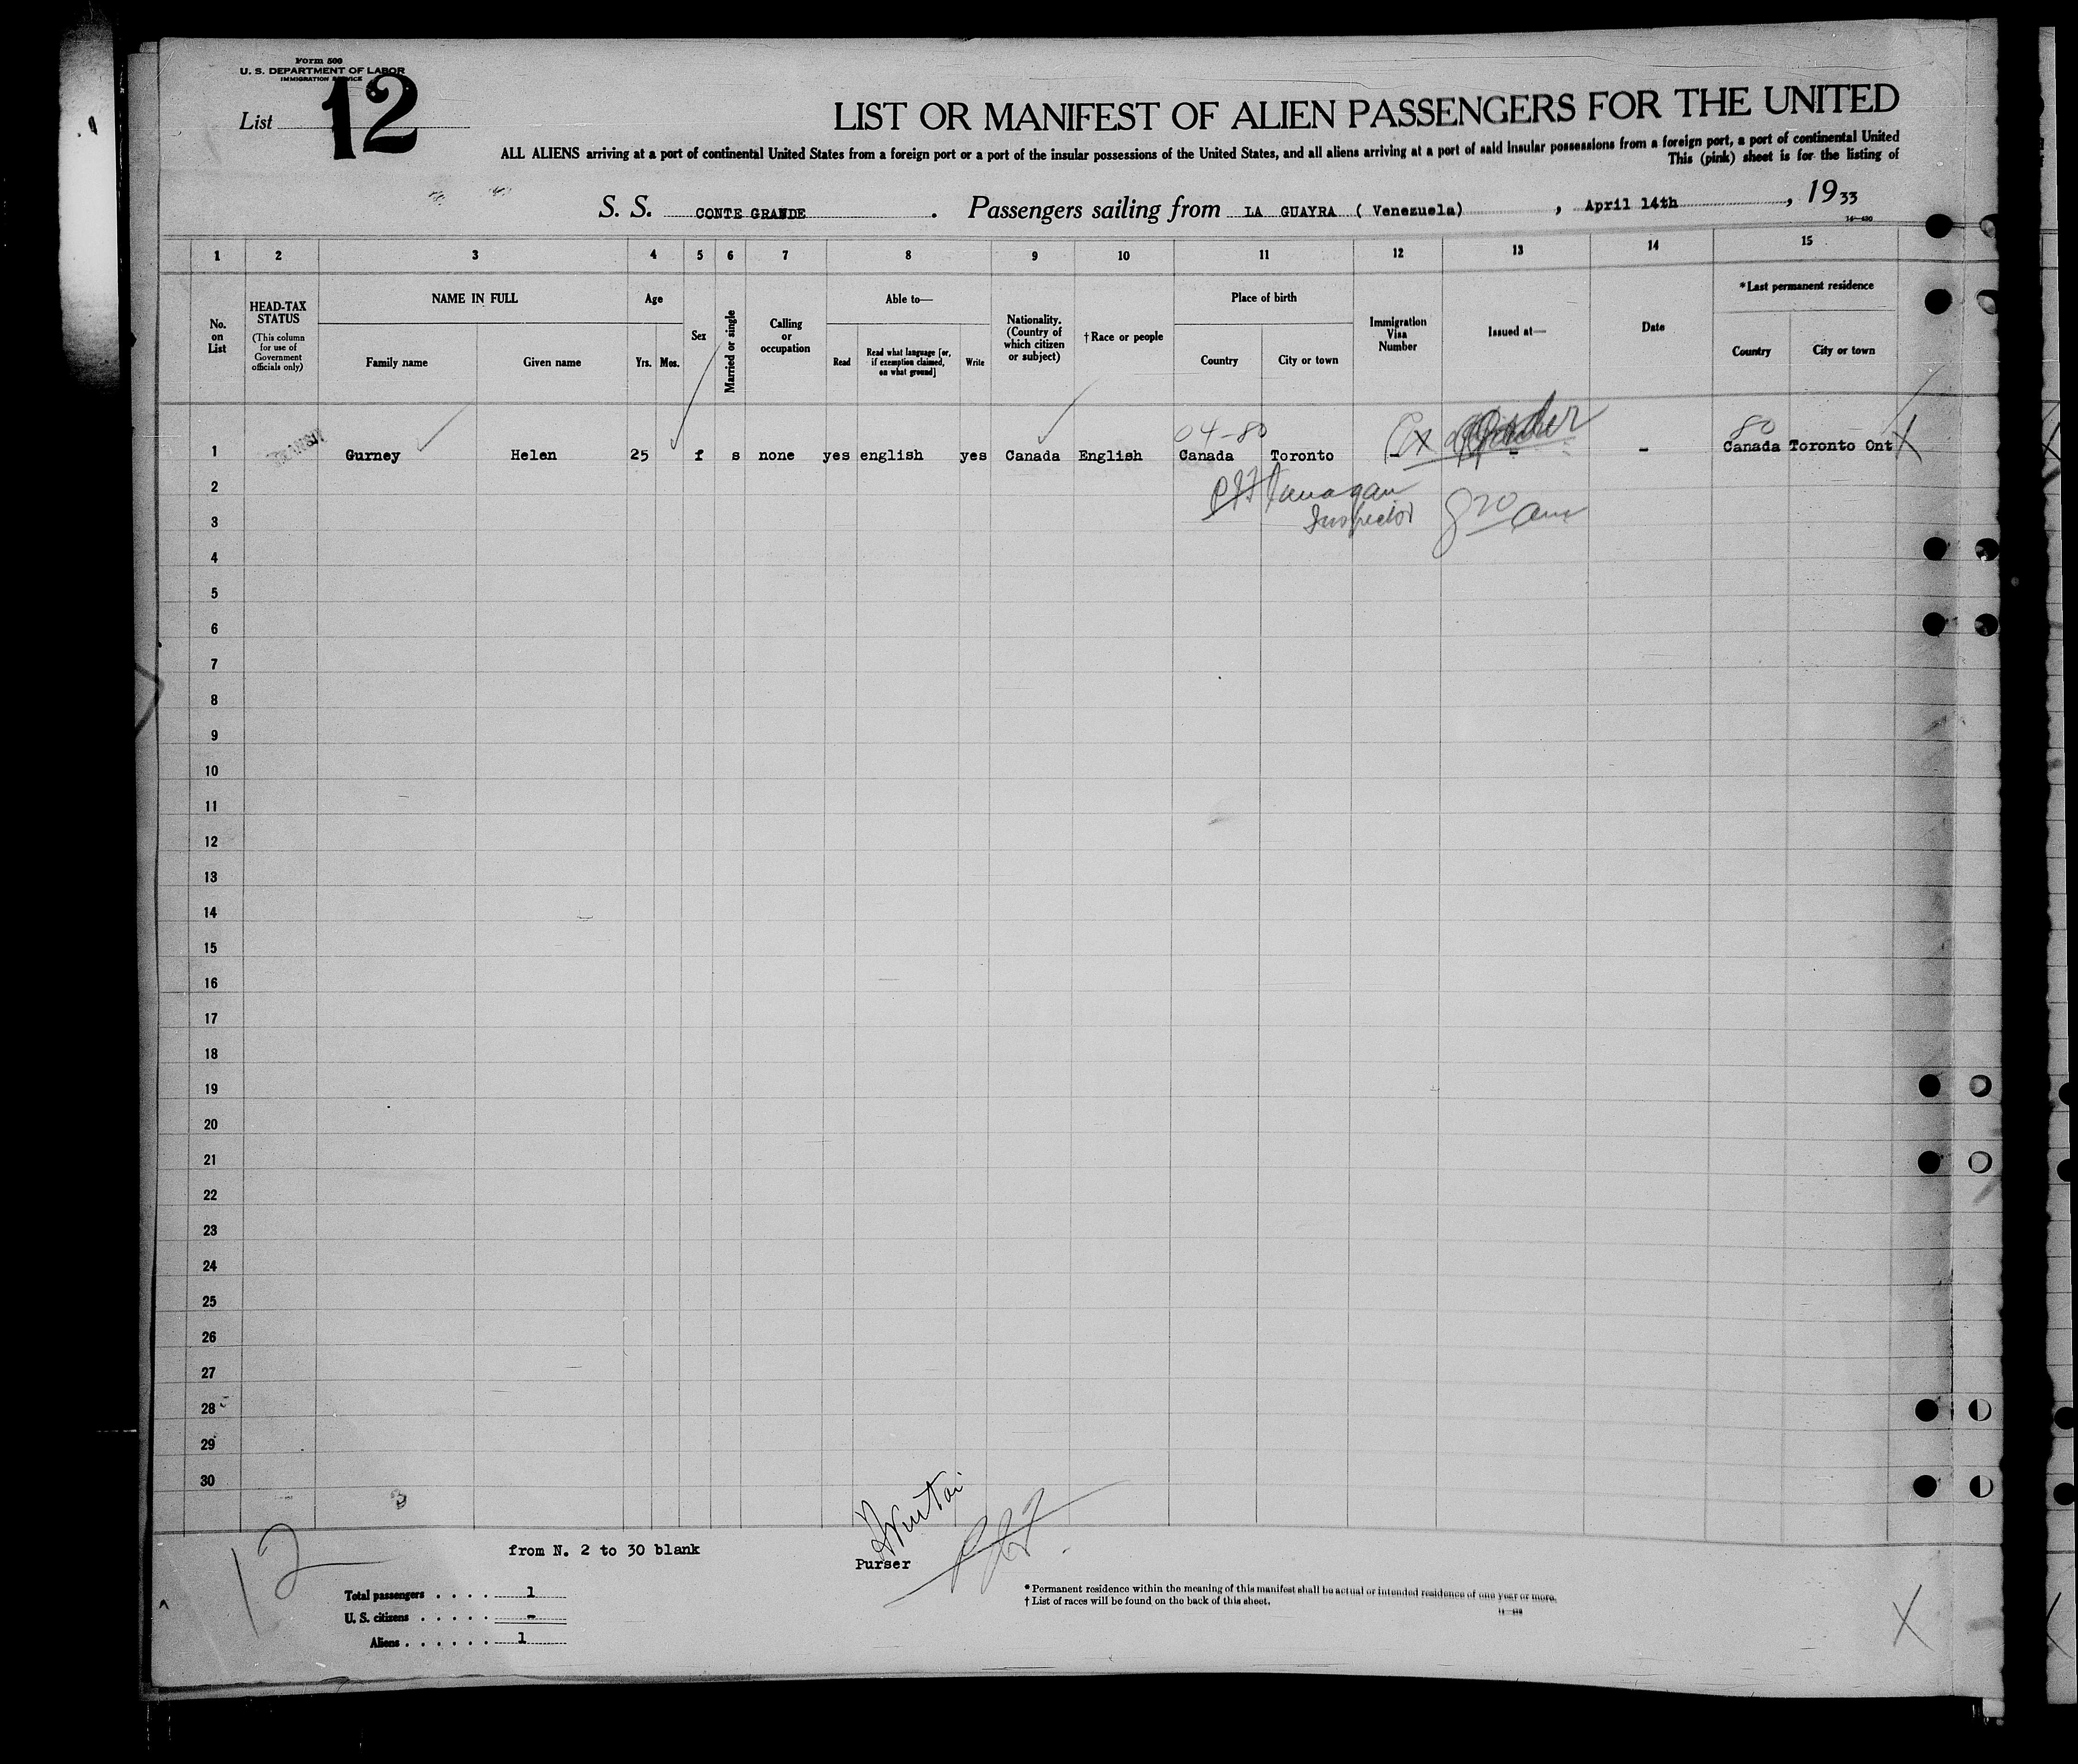 Form 500
U. S. DEPARTMENT OF LABOR
IMMIGRATION SERVICE
List 12
LIST OR MANIFEST OF ALIEN PASSENGERS FOR THE UNITED
ALL ALIENS arriving at a port of continental United States from a foreign port or a port of the insular possessions of the United States, and all aliens arriving at a port of said insular possessions from a foreign port, a port of continental United
This (pink) sheet is for the listing of
S. S. CONTE GRANDE. Passengers sailing from LA GUAYRA ( Venezuela) , April 14th , 1933
1 2 3 4 5 6 7 8 9 10 11 12 13 14 15
No. on List
HEAD-TAX STATUS
(This column for use of Government officials only)
NAME IN FULL
Family name Given name
Age
Yrs. Mos.
Sex
Married or single
Calling or occupation
Able to—
Read
Read what language [or, if exemption claimed, on what ground]
Write
Nationality. (Country of which citizen or subject)
†Race or people
Place of birth
Country City or town
Immigration Visa Number
Issued at—
Date
*Last permanent residence
Country City or town
04-80 80
1 TRANSIT Gurney Helen 25 f s none yes english yes Canada English Canada Toronto - - - Canada Toronto Ont X
2
Inspector 8 20 am
3
4
5
6
7
8
9
10
11
12
13
14
15
16
17
18
19
20
21
22
23
24
25
26
27
28
29
30
12
from N. 2 to 30 blank
Purser
Total passengers . . . . . 1
U. S. citizens . . . . . . -
Aliens . . . . . . . 1
* Permanent residence within the meaning of this manifest shall be actual or intended residence of one year or more.
† List of races will be found on the back of this sheet.
X